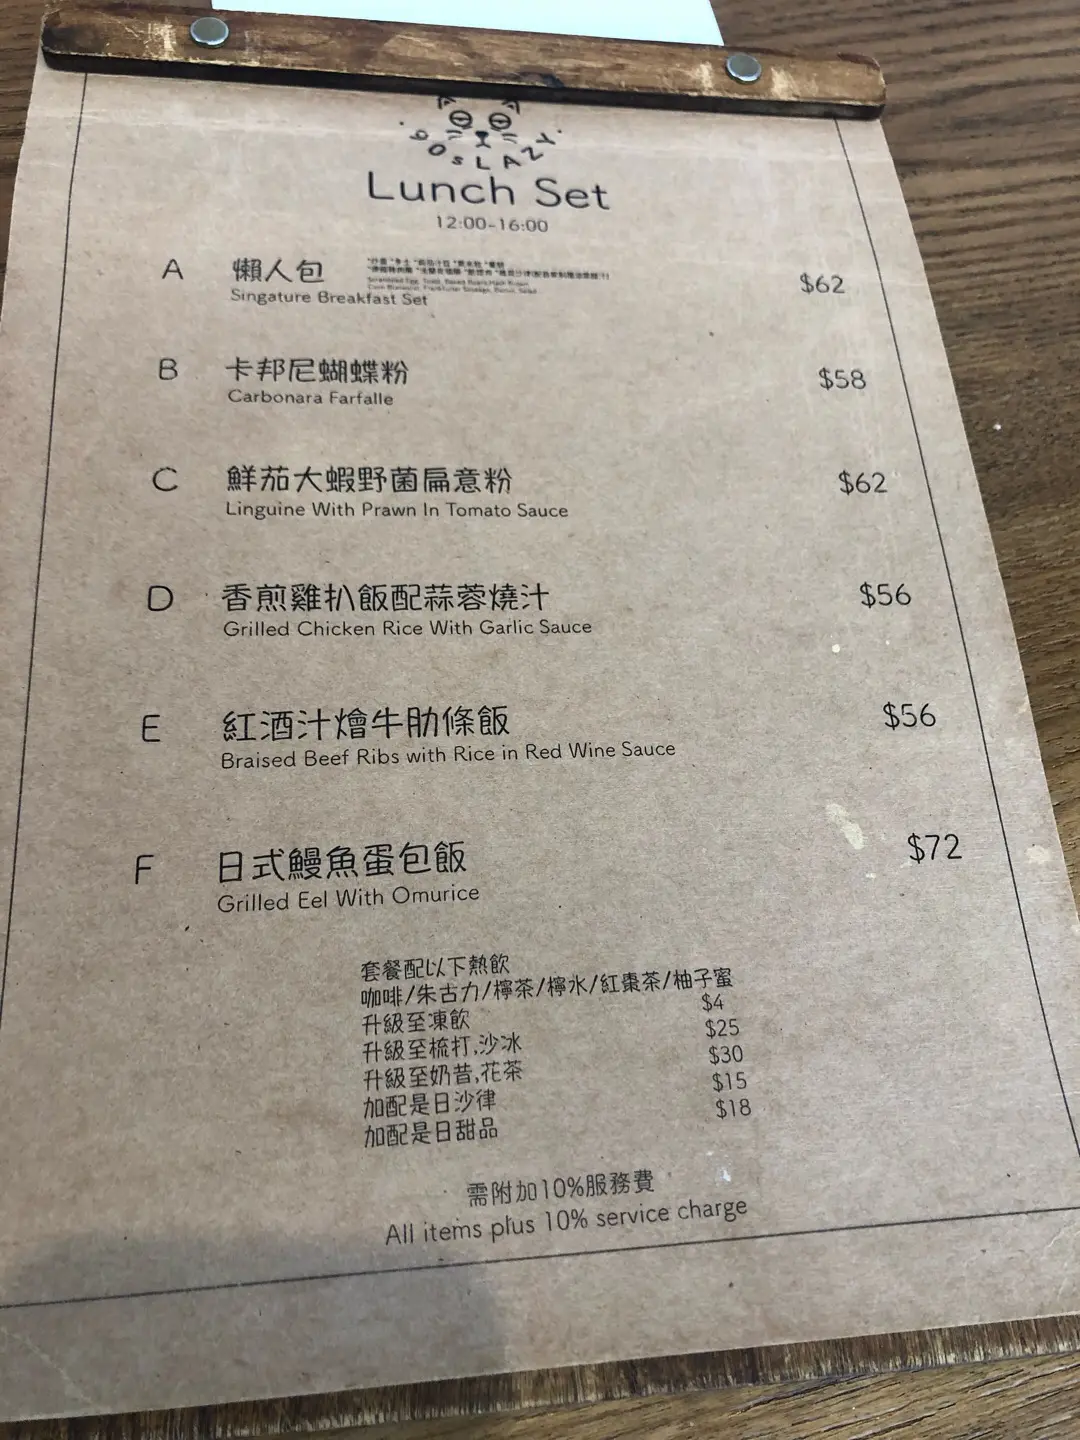 BOSLAZY
Lunch Set
12:00-16:00
A 懶人包 $62
Singature Breakfast Set
B 卡邦尼蝴蝶粉 $58
Carbonara Farfalle
C 鮮茄大蝦野菌扁意粉 $62
Linguine With Prawn In Tomato Sauce
D 香煎雞扒飯配蒜蓉燒汁 $56
Grilled Chicken Rice With Garlic Sauce
E 紅酒汁燴牛肋條飯 $56
Braised Beef Ribs with Rice in Red Wine Sauce
F 日式鰻魚蛋包飯 $72
Grilled Eel With Omurice
套餐配以下熱飲
咖啡/朱古力/檸茶/檸水/紅棗茶/柚子蜜
升級至凍飲 $4
升級至梳打,沙冰 $25
升級至奶昔,花茶 $30
加配是日沙律 $15
加配是日甜品 $18
需附加10%服務費
All items plus 10% service charge